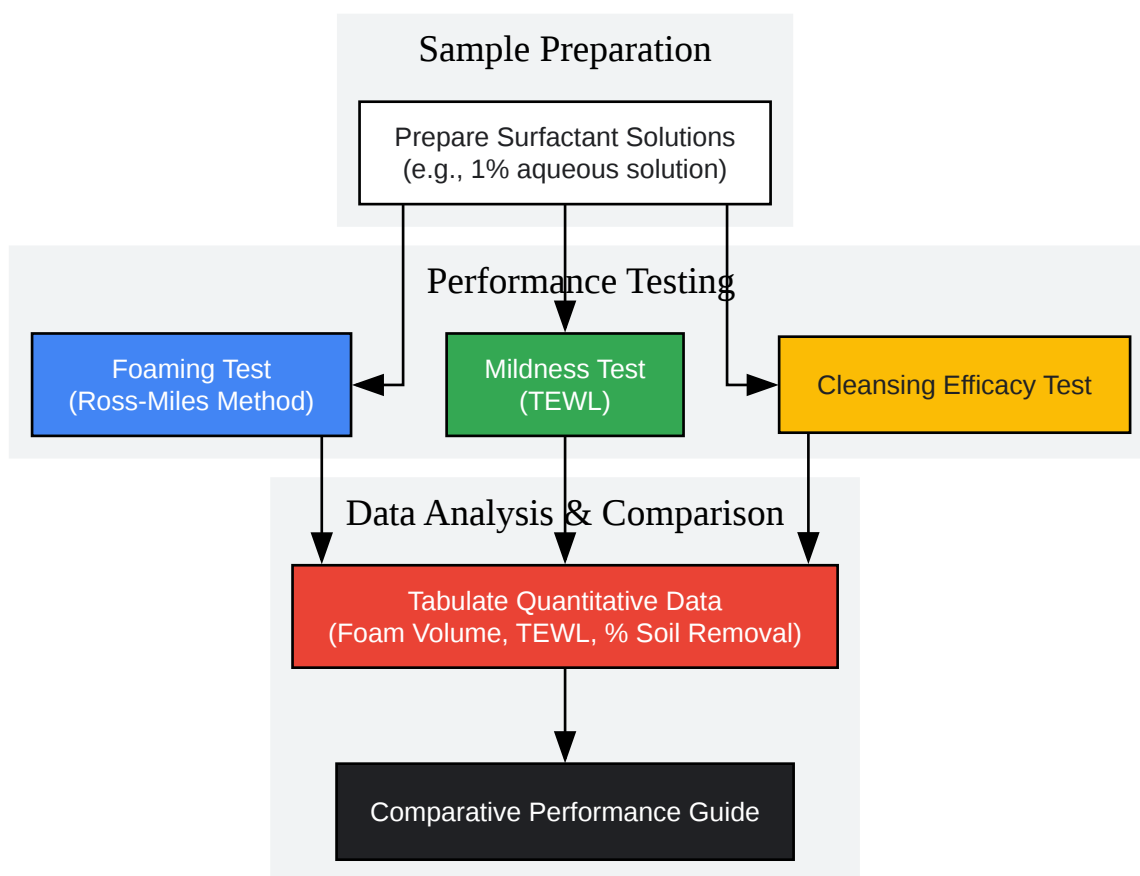 Sample Preparation
Prepare Surfactant Solutions
(e.g., 1% aqueous solution)
Performance Testing
Foaming Test
(Ross-Miles Method)
Mildness Test
(TEWL)
Cleansing Efficacy Test
Data Analysis & Comparison
Tabulate Quantitative Data
(Foam Volume, TEWL, % Soil Removal)
Comparative Performance Guide